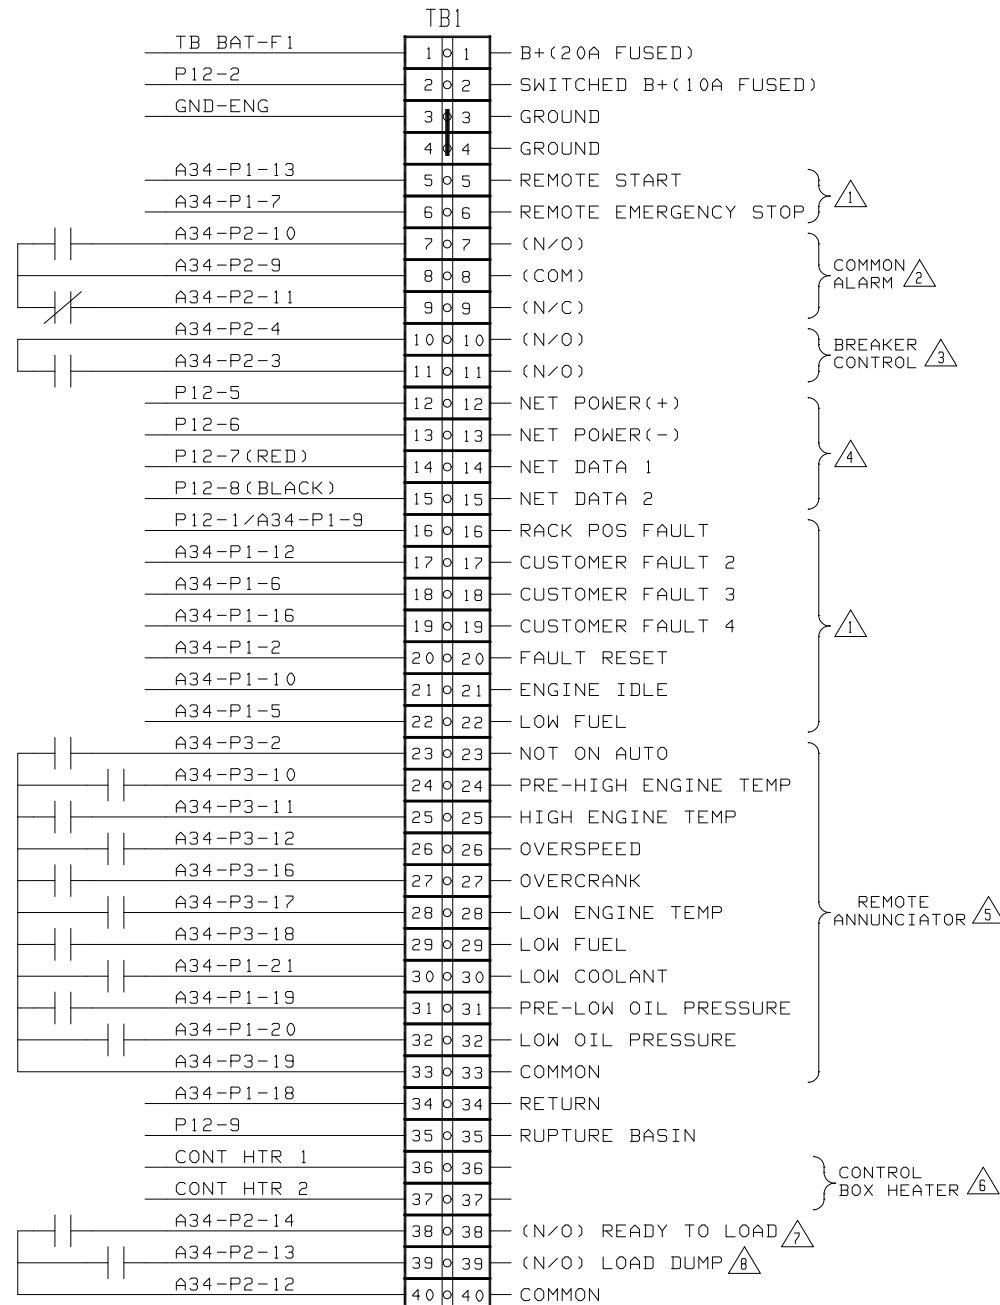 TB1
TB BAT-F1 1 1 B+(20A FUSED)
P12-2 2 2 SWITCHED B+(10A FUSED)
GND-ENG 3 3 GROUND
4 4 GROUND
A34-P1-13 5 5 REMOTE START
A34-P1-7 6 6 REMOTE EMERGENCY STOP
1
A34-P2-10 7 7 (N/O)
A34-P2-9 8 8 (COM)
A34-P2-11 9 9 (N/C)
COMMON
ALARM 2
A34-P2-4 10 10 (N/O)
A34-P2-3 11 11 (N/O)
BREAKER
CONTROL 3
P12-5 12 12 NET POWER(+)
P12-6 13 13 NET POWER(-)
P12-7(RED) 14 14 NET DATA 1
P12-8(BLACK) 15 15 NET DATA 2
4
P12-1/A34-P1-9 16 16 RACK POS FAULT
A34-P1-12 17 17 CUSTOMER FAULT 2
A34-P1-6 18 18 CUSTOMER FAULT 3
A34-P1-16 19 19 CUSTOMER FAULT 4
A34-P1-2 20 20 FAULT RESET
A34-P1-10 21 21 ENGINE IDLE
A34-P1-5 22 22 LOW FUEL
1
A34-P3-2 23 23 NOT ON AUTO
A34-P3-10 24 24 PRE-HIGH ENGINE TEMP
A34-P3-11 25 25 HIGH ENGINE TEMP
A34-P3-12 26 26 OVERSPEED
A34-P3-16 27 27 OVERCRANK
A34-P3-17 28 28 LOW ENGINE TEMP
A34-P3-18 29 29 LOW FUEL
A34-P1-21 30 30 LOW COOLANT
A34-P1-19 31 31 PRE-LOW OIL PRESSURE
A34-P1-20 32 32 LOW OIL PRESSURE
A34-P3-19 33 33 COMMON
REMOTE
ANNUNCIATOR 5
A34-P1-18 34 34 RETURN
P12-9 35 35 RUPTURE BASIN
CONT HTR 1 36 36
CONT HTR 2 37 37
CONTROL
BOX HEATER 6
A34-P2-14 38 38 (N/O) READY TO LOAD 7
A34-P2-13 39 39 (N/O) LOAD DUMP 8
A34-P2-12 40 40 COMMON